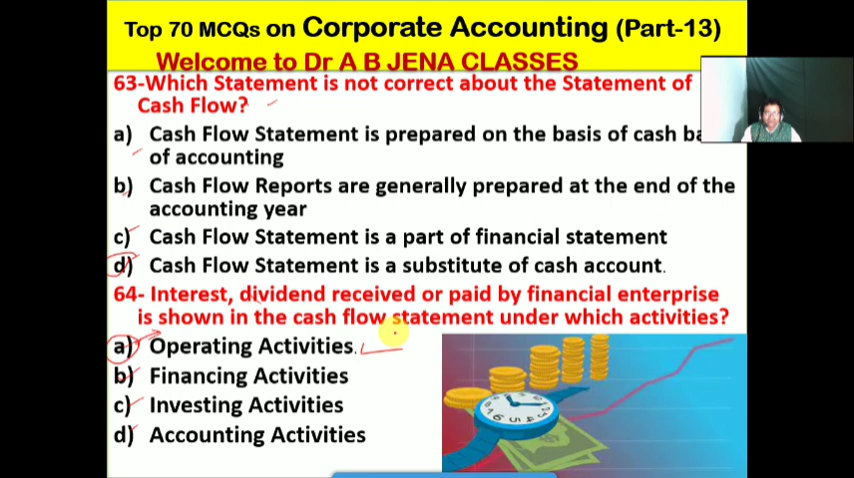 Top 70 MCQs on Corporate Accounting (Part-13)
Welcome to Dr A B JENA CLASSES
63-Which Statement is not correct about the Statement of
Cash Flow?
a) Cash Flow Statement is prepared on the basis of cash ba
of accounting
b) Cash Flow Reports are generally prepared at the end of the
accounting year
c) Cash Flow Statement is a part of financial statement
d) Cash Flow Statement is a substitute of cash account.
64- Interest, dividend received or paid by financial enterprise
is shown in the cash flow statement under which activities?
a) Operating Activities.
b) Financing Activities
c) Investing Activities
d) Accounting Activities